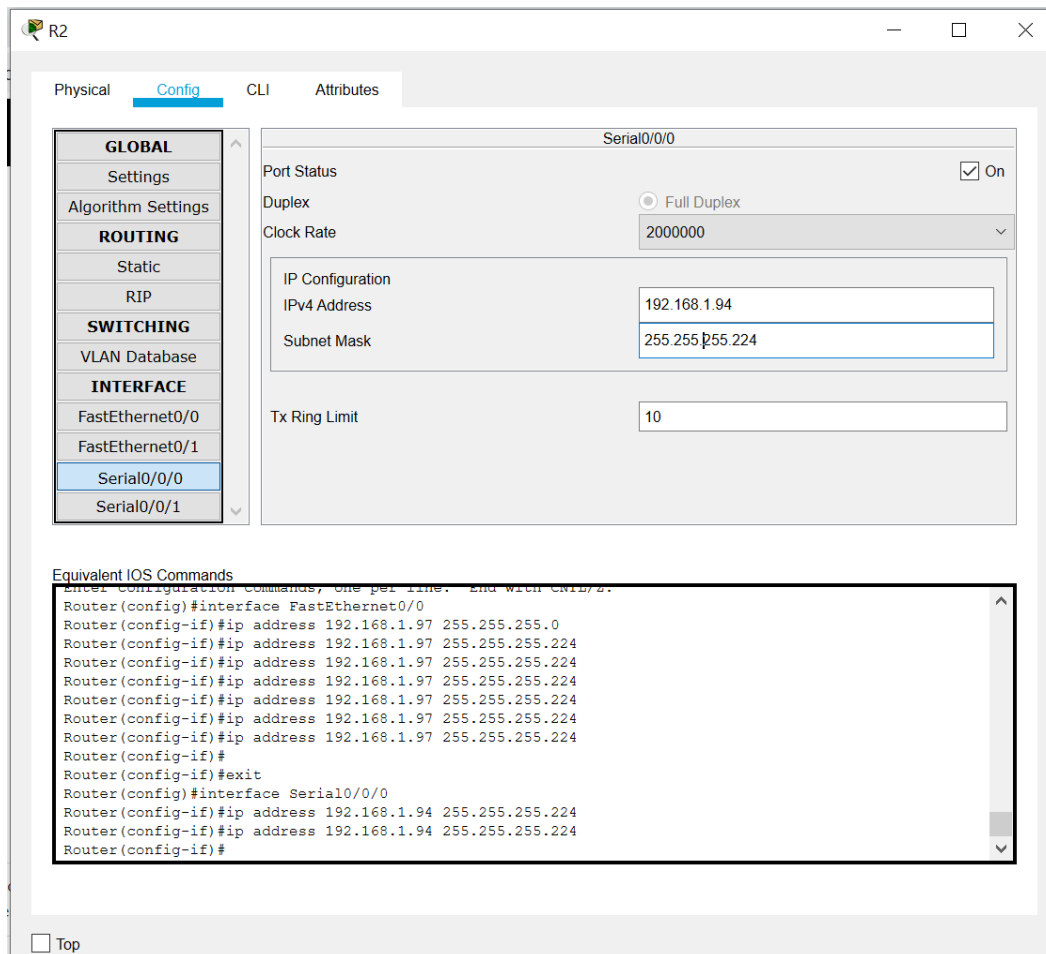 R2
Physical Config CLI Attributes
GLOBAL
Settings
Algorithm Settings
ROUTING
Static
RIP
SWITCHING
VLAN Database
INTERFACE
FastEthernet0/0
FastEthernet0/1
Serial0/0/0
Serial0/0/1
Serial0/0/0
Port Status On
Duplex Full Duplex
Clock Rate 2000000
IP Configuration
IPv4 Address 192.168.1.94
Subnet Mask 255.255.255.224
Tx Ring Limit 10
Equivalent IOS Commands
Enter configuration commands, one per line. End with CNTL/Z.
Router(config)#interface FastEthernet0/0
Router(config-if)#ip address 192.168.1.97 255.255.255.0
Router(config-if)#ip address 192.168.1.97 255.255.255.224
Router(config-if)#ip address 192.168.1.97 255.255.255.224
Router(config-if)#ip address 192.168.1.97 255.255.255.224
Router(config-if)#ip address 192.168.1.97 255.255.255.224
Router(config-if)#ip address 192.168.1.97 255.255.255.224
Router(config-if)#ip address 192.168.1.97 255.255.255.224
Router(config-if)#
Router(config-if)#exit
Router(config)#interface Serial0/0/0
Router(config-if)#ip address 192.168.1.94 255.255.255.224
Router(config-if)#ip address 192.168.1.94 255.255.255.224
Router(config-if)#
Top